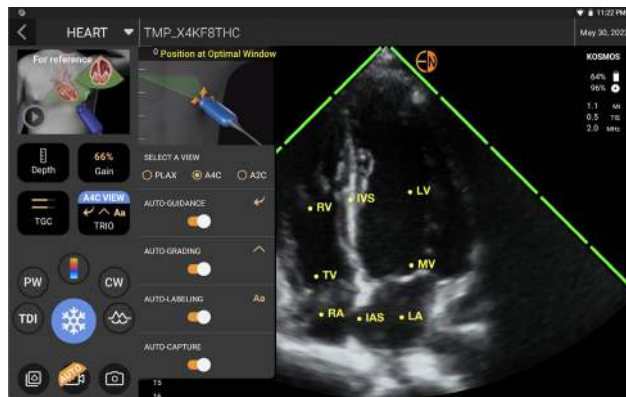 11:22 PM
HEART
TMP_X4KF8THC
May 30, 202
For reference
0 Position at Optimal Window
KOSMOS
64%
96%
1.1 MI
0.5 TIS
2.0 MHz
Depth
66%
Gain
SELECT A VIEW
PLAX
A4C
A2C
TGC
A4C VIEW
Aa
TRIO
AUTO-GUIDANCE
AUTO-GRADING
AUTO-LABELING
Aa
AUTO-CAPTURE
PW
CW
TDI
AUTO
RV
IVS
LV
TV
MV
RA
IAS
LA
15
16